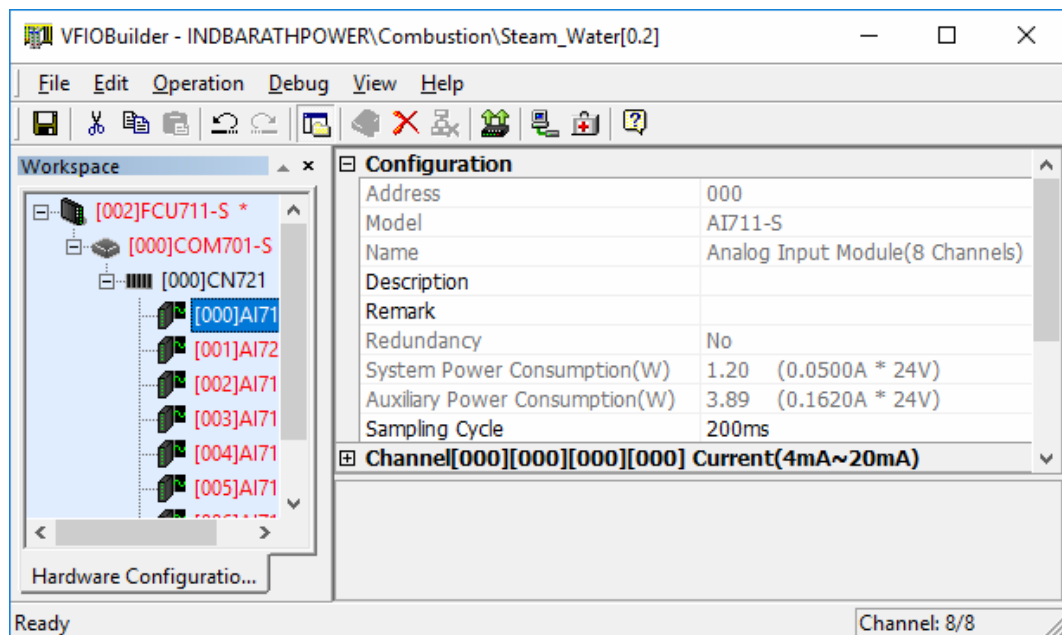 VFIOBuilder - INDBARATHPOWER\Combustion\Steam_Water[0.2]
File Edit Operation Debug View Help
Workspace
[002]FCU711-S *
[000]COM701-S
[000]CN721
[000]AI71
[001]AI72
[002]AI71
[003]AI71
[004]AI71
[005]AI71
Hardware Configuratio...
Configuration
Address 000
Model AI711-S
Name Analog Input Module(8 Channels)
Description
Remark
Redundancy No
System Power Consumption(W) 1.20 (0.0500A * 24V)
Auxiliary Power Consumption(W) 3.89 (0.1620A * 24V)
Sampling Cycle 200ms
Channel[000][000][000][000] Current(4mA~20mA)
Ready
Channel: 8/8